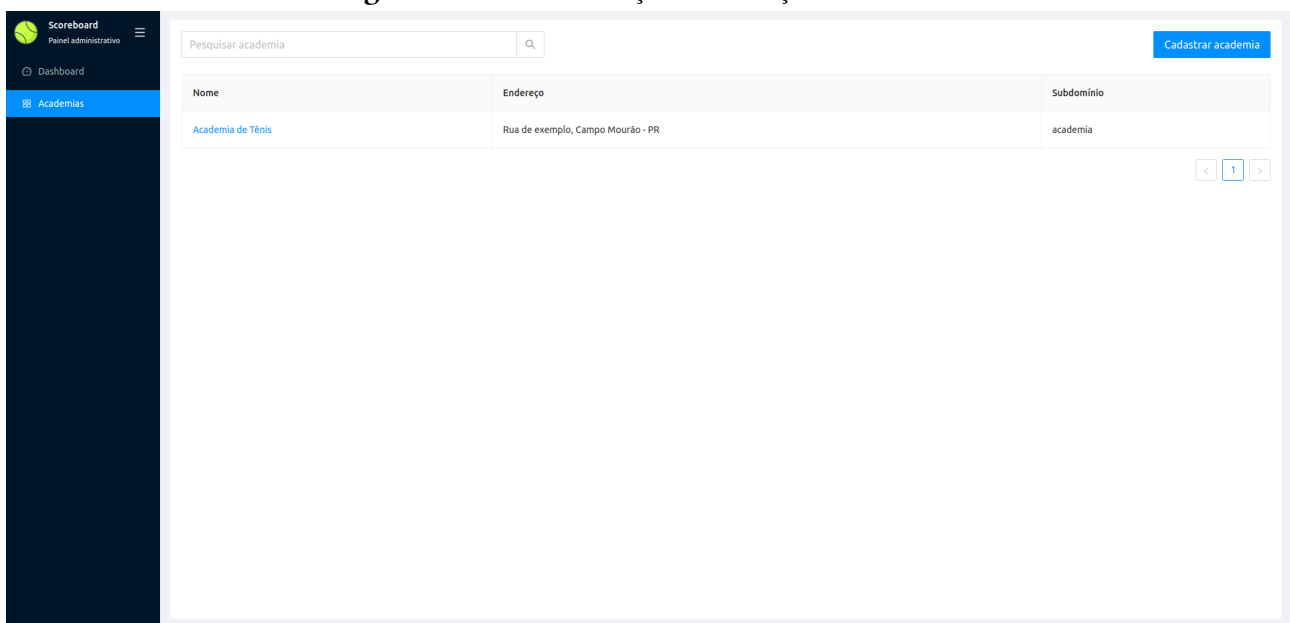 Scoreboard
Painel administrativo
Dashboard
Academias
Pesquisar academia
Cadastrar academia
Nome Endereço Subdomínio
Academia de Tênis Rua de exemplo, Campo Mourão - PR academia
< 1 >